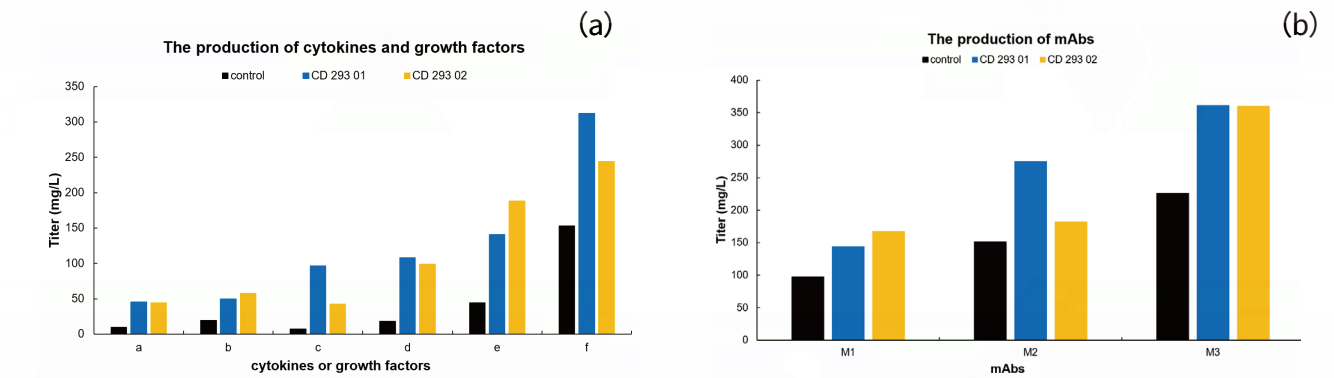 (a)
The production of cytokines and growth factors
control CD 293 01 CD 293 02
Titer (mg/L)
350
300
250
200
150
100
50
0
a b c d e f
cytokines or growth factors
(b)
The production of mAbs
control CD 293 01 CD 293 02
Titer (mg/L)
400
350
300
250
200
150
100
50
0
M1 M2 M3
mAbs